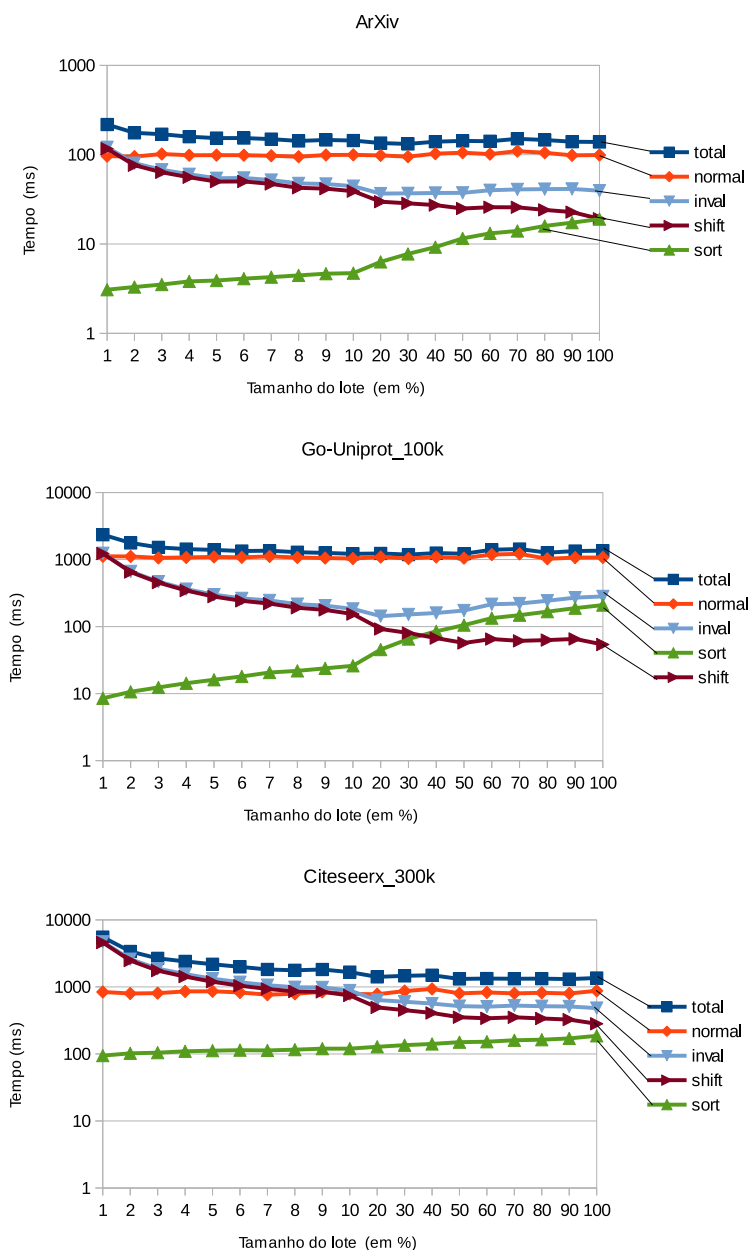 ArXiv
1000
100
10
1
Tempo (ms)
1 2 3 4 5 6 7 8 9 10 20 30 40 50 60 70 80 90 100
Tamanho do lote (em %)
total
normal
inval
shift
sort
Go-Uniprot_100k
10000
1000
100
10
1
Tempo (ms)
1 2 3 4 5 6 7 8 9 10 20 30 40 50 60 70 80 90 100
Tamanho do lote (em %)
total
normal
inval
sort
shift
Citeseerx_300k
10000
1000
100
10
1
Tempo (ms)
1 2 3 4 5 6 7 8 9 10 20 30 40 50 60 70 80 90 100
Tamanho do lote (em %)
total
normal
inval
shift
sort